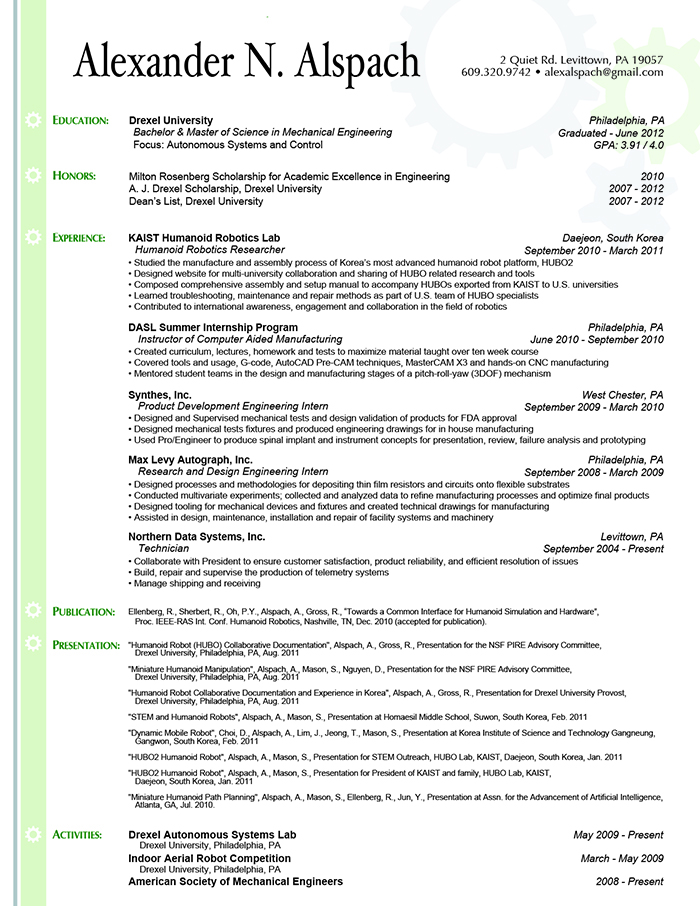 Alexander N. Alspach
2 Quiet Rd. Levittown, PA 19057
609.320.9742 • alexalspach@gmail.com
EDUCATION: Drexel University Philadelphia, PA
Bachelor & Master of Science in Mechanical Engineering Graduated - June 2012
Focus: Autonomous Systems and Control GPA: 3.91 / 4.0
HONORS: Milton Rosenberg Scholarship for Academic Excellence in Engineering 2010
A. J. Drexel Scholarship, Drexel University 2007 - 2012
Dean's List, Drexel University 2007 - 2012
EXPERIENCE: KAIST Humanoid Robotics Lab Daejeon, South Korea
Humanoid Robotics Researcher September 2010 - March 2011
• Studied the manufacture and assembly process of Korea's most advanced humanoid robot platform, HUBO2
• Designed website for multi-university collaboration and sharing of HUBO related research and tools
• Composed comprehensive assembly and setup manual to accompany HUBOs exported from KAIST to U.S. universities
• Learned troubleshooting, maintenance and repair methods as part of U.S. team of HUBO specialists
• Contributed to international awareness, engagement and collaboration in the field of robotics
DASL Summer Internship Program Philadelphia, PA
Instructor of Computer Aided Manufacturing June 2010 - September 2010
• Created curriculum, lectures, homework and tests to maximize material taught over ten week course
• Covered tools and usage, G-code, AutoCAD Pre-CAM techniques, MasterCAM X3 and hands-on CNC manufacturing
• Mentored student teams in the design and manufacturing stages of a pitch-roll-yaw (3DOF) mechanism
Synthes, Inc. West Chester, PA
Product Development Engineering Intern September 2009 - March 2010
• Designed and Supervised mechanical tests and design validation of products for FDA approval
• Designed mechanical tests fixtures and produced engineering drawings for in house manufacturing
• Used Pro/Engineer to produce spinal implant and instrument concepts for presentation, review, failure analysis and prototyping
Max Levy Autograph, Inc. Philadelphia, PA
Research and Design Engineering Intern September 2008 - March 2009
• Designed processes and methodologies for depositing thin film resistors and circuits onto flexible substrates
• Conducted multivariate experiments; collected and analyzed data to refine manufacturing processes and optimize final products
• Designed tooling for mechanical devices and fixtures and created technical drawings for manufacturing
• Assisted in design, maintenance, installation and repair of facility systems and machinery
Northern Data Systems, Inc. Levittown, PA
Technician September 2004 - Present
• Collaborate with President to ensure customer satisfaction, product reliability, and efficient resolution of issues
• Build, repair and supervise the production of telemetry systems
• Manage shipping and receiving
PUBLICATION: Ellenberg, R., Sherbert, R., Oh, P.Y., Alspach, A., Gross, R., "Towards a Common Interface for Humanoid Simulation and Hardware",
Proc. IEEE-RAS Int. Conf. Humanoid Robotics, Nashville, TN, Dec. 2010 (accepted for publication).
PRESENTATION: "Humanoid Robot (HUBO) Collaborative Documentation", Alspach, A., Gross, R., Presentation for the NSF PIRE Advisory Committee,
Drexel University, Philadelphia, PA, Aug. 2011
"Miniature Humanoid Manipulation", Alspach, A., Mason, S., Nguyen, D., Presentation for the NSF PIRE Advisory Committee,
Drexel University, Philadelphia, PA, Aug. 2011
"Humanoid Robot Collaborative Documentation and Experience in Korea", Alspach, A., Gross, R., Presentation for Drexel University Provost,
Drexel University, Philadelphia, PA, Aug. 2011
"STEM and Humanoid Robots", Alspach, A., Mason, S., Presentation at Homaesil Middle School, Suwon, South Korea, Feb. 2011
"Dynamic Mobile Robot", Choi, D., Alspach, A., Lim, J., Jeong, T., Mason, S., Presentation at Korea Institute of Science and Technology Gangneung,
Gangwon, South Korea, Feb. 2011
"HUBO2 Humanoid Robot", Alspach, A., Mason, S., Presentation for STEM Outreach, HUBO Lab, KAIST, Daejeon, South Korea, Jan. 2011
"HUBO2 Humanoid Robot", Alspach, A., Mason, S., Presentation for President of KAIST and family, HUBO Lab, KAIST,
Daejeon, South Korea, Jan. 2011
"Miniature Humanoid Path Planning", Alspach, A., Mason, S., Ellenberg, R., Jun, Y., Presentation at Assn. for the Advancement of Artificial Intelligence,
Atlanta, GA, Jul. 2010.
ACTIVITIES: Drexel Autonomous Systems Lab May 2009 - Present
Drexel University, Philadelphia, PA
Indoor Aerial Robot Competition March - May 2009
Drexel University, Philadelphia, PA
American Society of Mechanical Engineers 2008 - Present